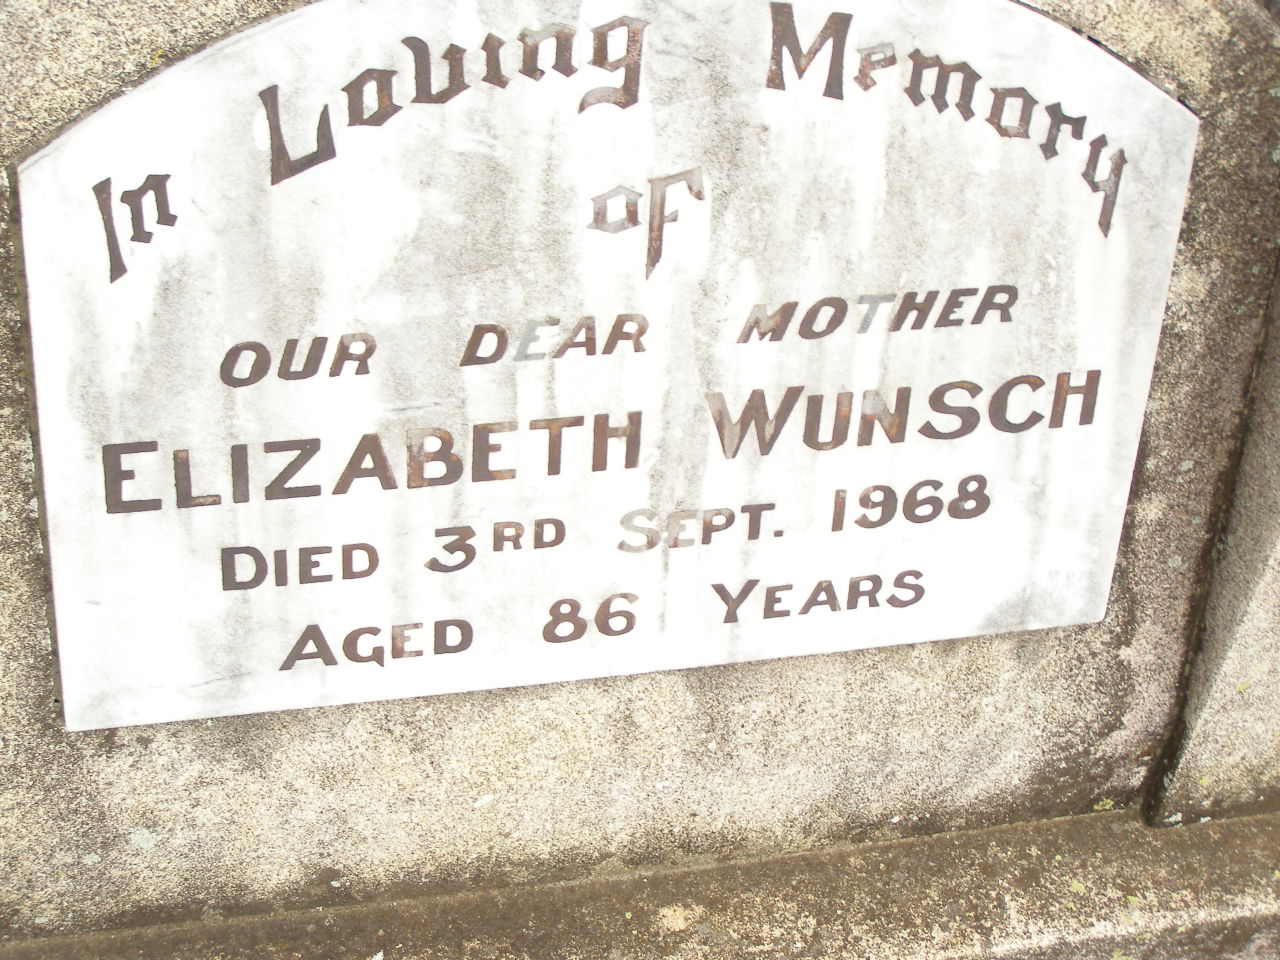 In Loving Memory
of
OUR DEAR MOTHER
ELIZABETH WUNSCH
DIED 3RD SEPT. 1968
AGED 86 YEARS